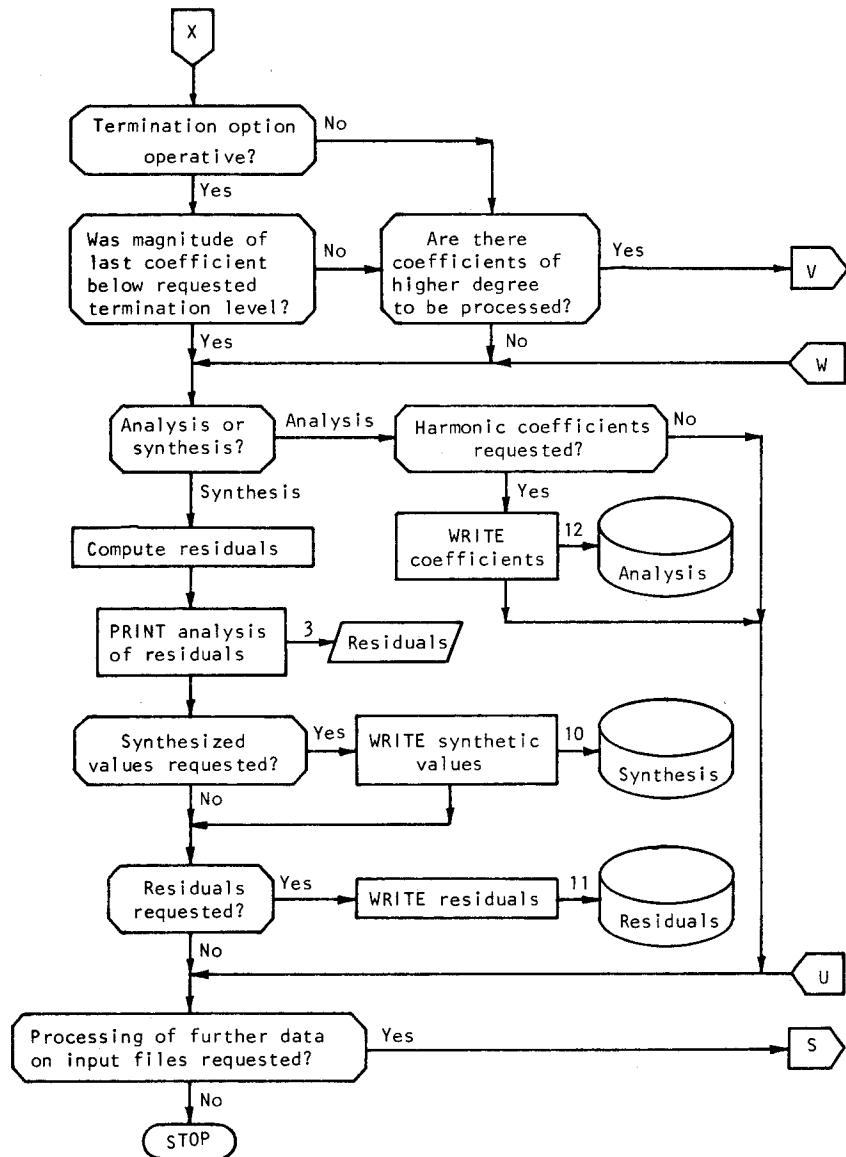 X
Termination option
operative?
No
Yes
Was magnitude of
last coefficient
below requested
termination level?
No
Are there
coefficients of
higher degree
to be processed?
Yes
V
Yes
No
W
Analysis or
synthesis?
Analysis
Harmonic coefficients
requested?
No
Synthesis
Yes
Compute residuals
WRITE
coefficients
12
Analysis
PRINT analysis
of residuals
3
Residuals
Synthesized
values requested?
Yes
WRITE synthetic
values
10
Synthesis
No
Residuals
requested?
Yes
WRITE residuals
11
Residuals
No
U
Processing of further data
on input files requested?
Yes
S
No
STOP